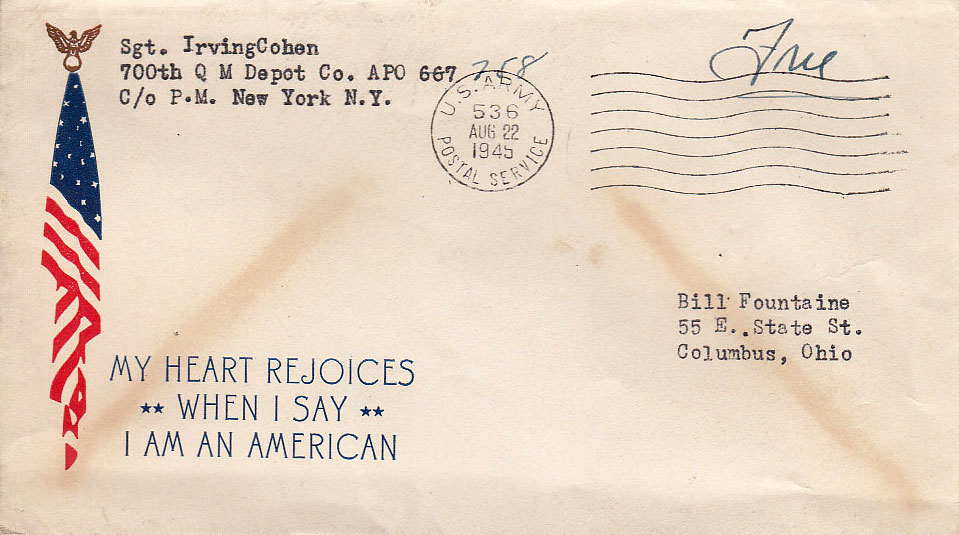 Sgt. IrvingCohen
700th Q M Depot Co. APO 667 758
C/o P.M. New York N.Y.
Free
U.S. ARMY
536
AUG 22
1945
POSTAL SERVICE
Bill Fountaine
55 E. State St.
Columbus, Ohio
MY HEART REJOICES
★★ WHEN I SAY ★★
I AM AN AMERICAN